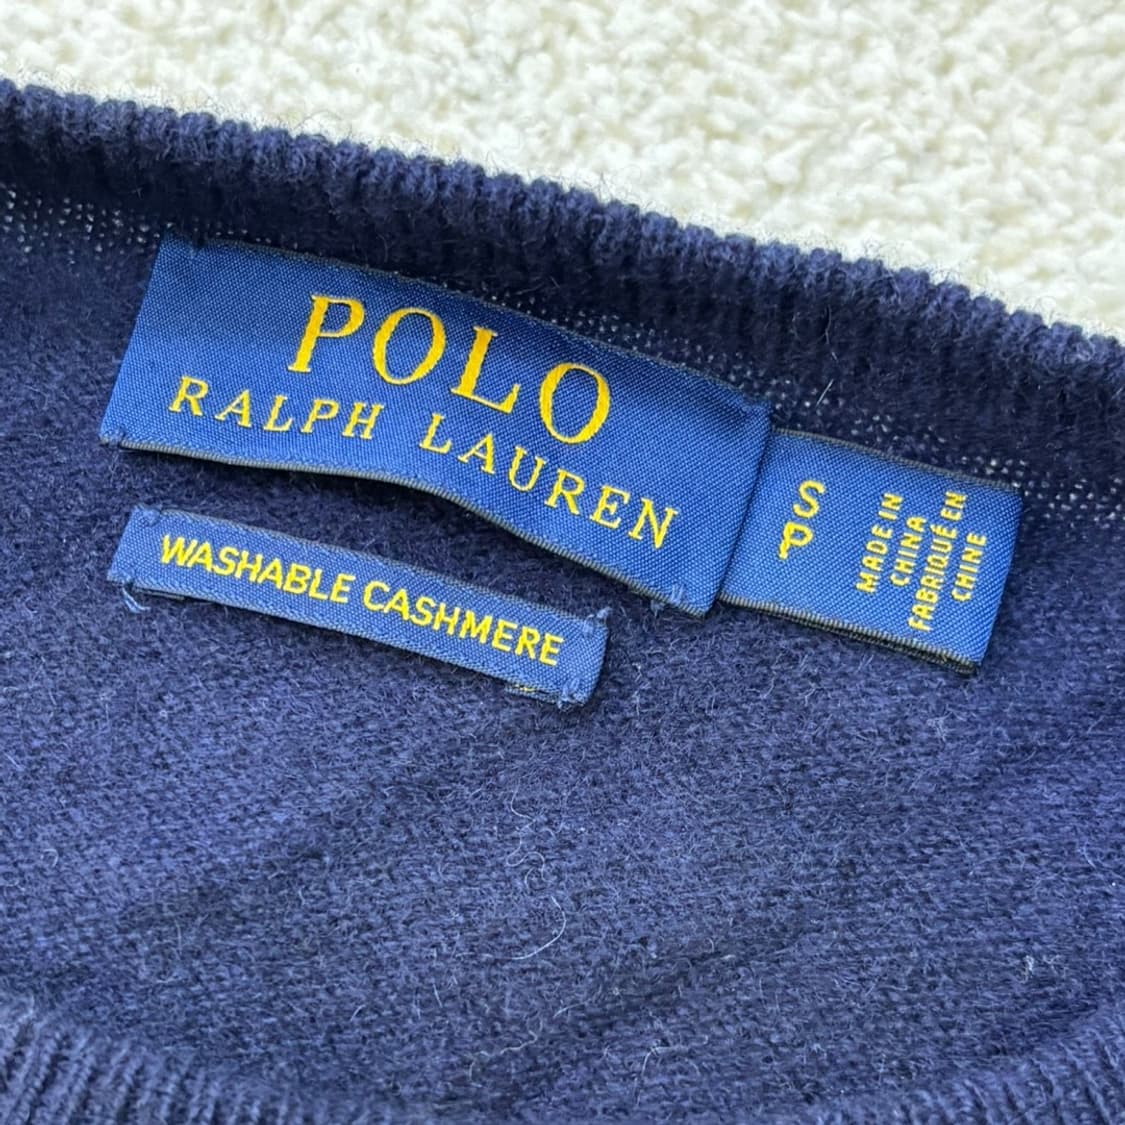 POLO
RALPH LAUREN
S
P
MADE IN
CHINA
FABRIQUÉ EN
CHINE
WASHABLE CASHMERE